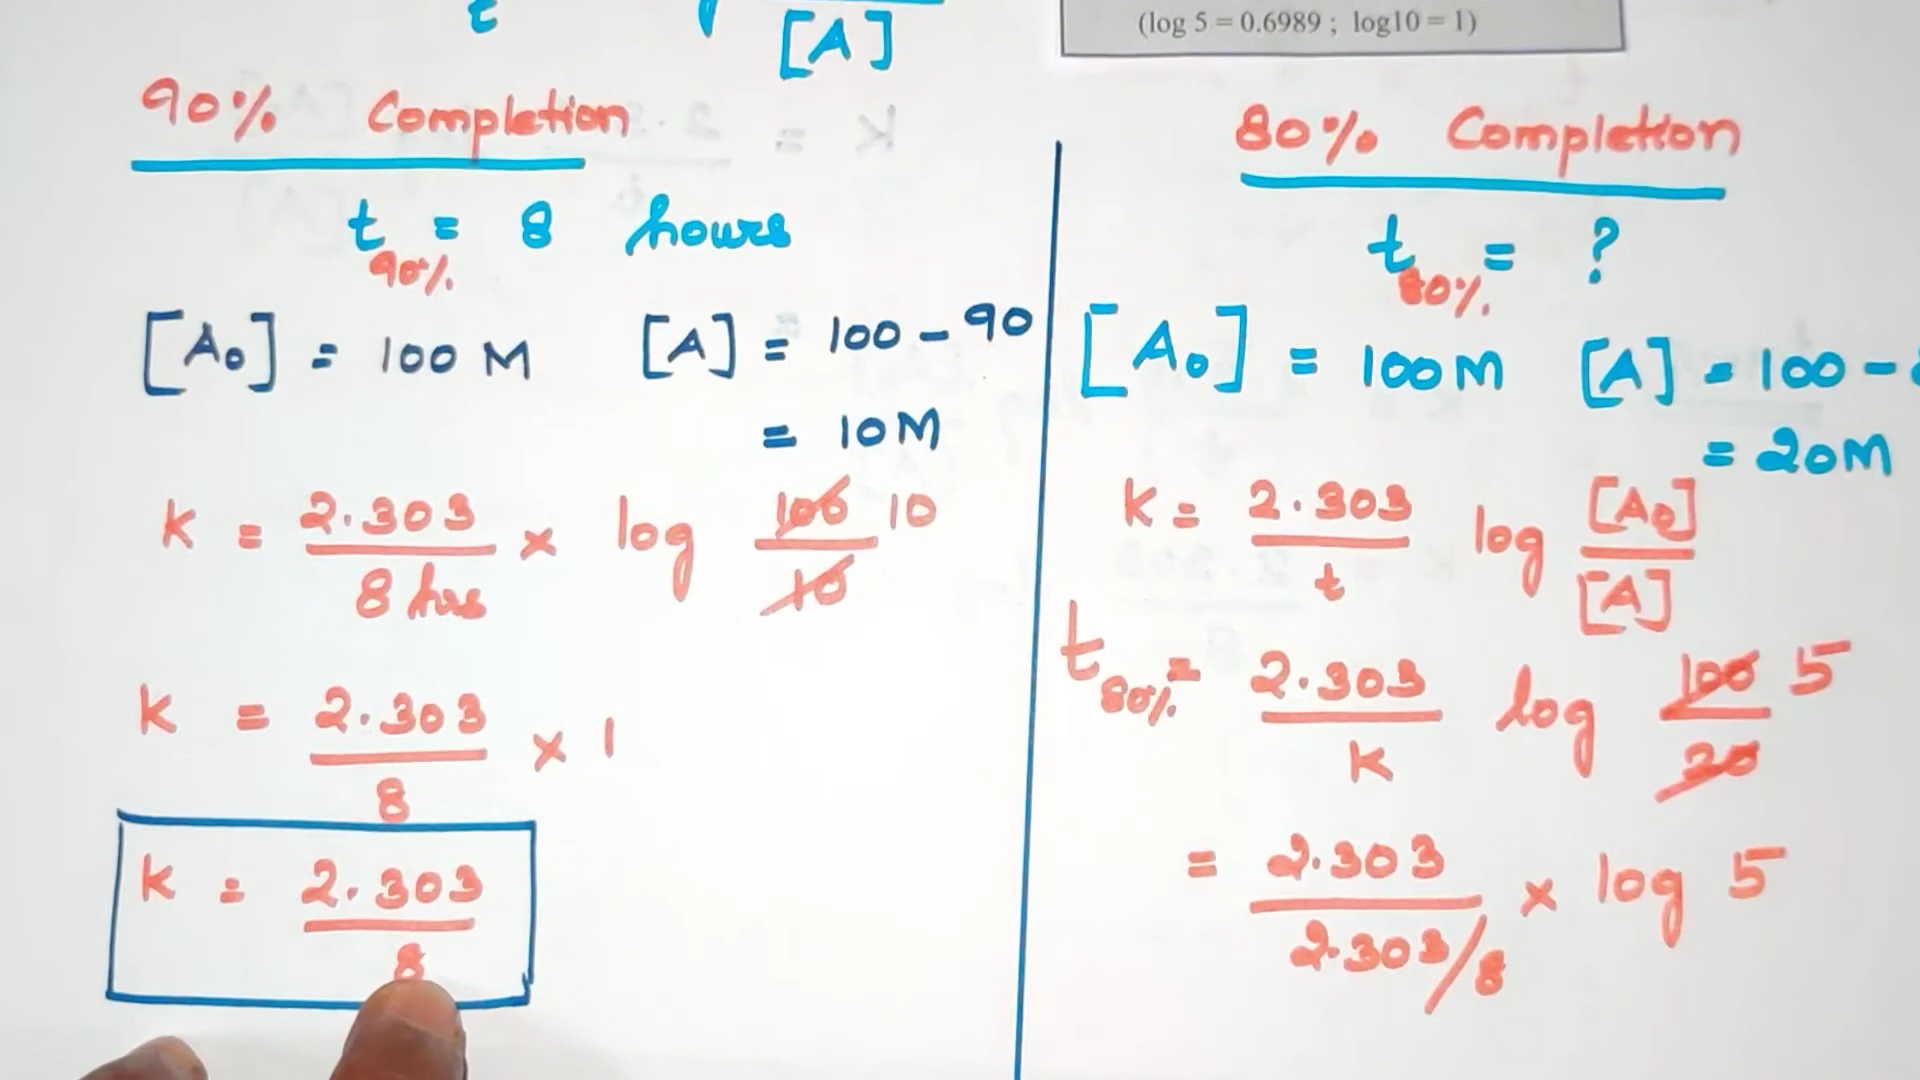 t [A]
(log 5 = 0.6989 ; log10 = 1)
90% Completion
t90% = 8 hours
[A₀] = 100 M [A] = 100 - 90
= 10M
K = 2.303 / 8 hrs × log 100 / 10 10
K = 2.303 / 8 × 1
K = 2.303 / 8
80% Completion
t80% = ?
[A₀] = 100M [A] = 100 -
= 20M
K = 2.303 / t log [A₀] / [A]
t80% = 2.303 / K log 100 / 20 5
= 2.303 / 2.303/8 × log 5